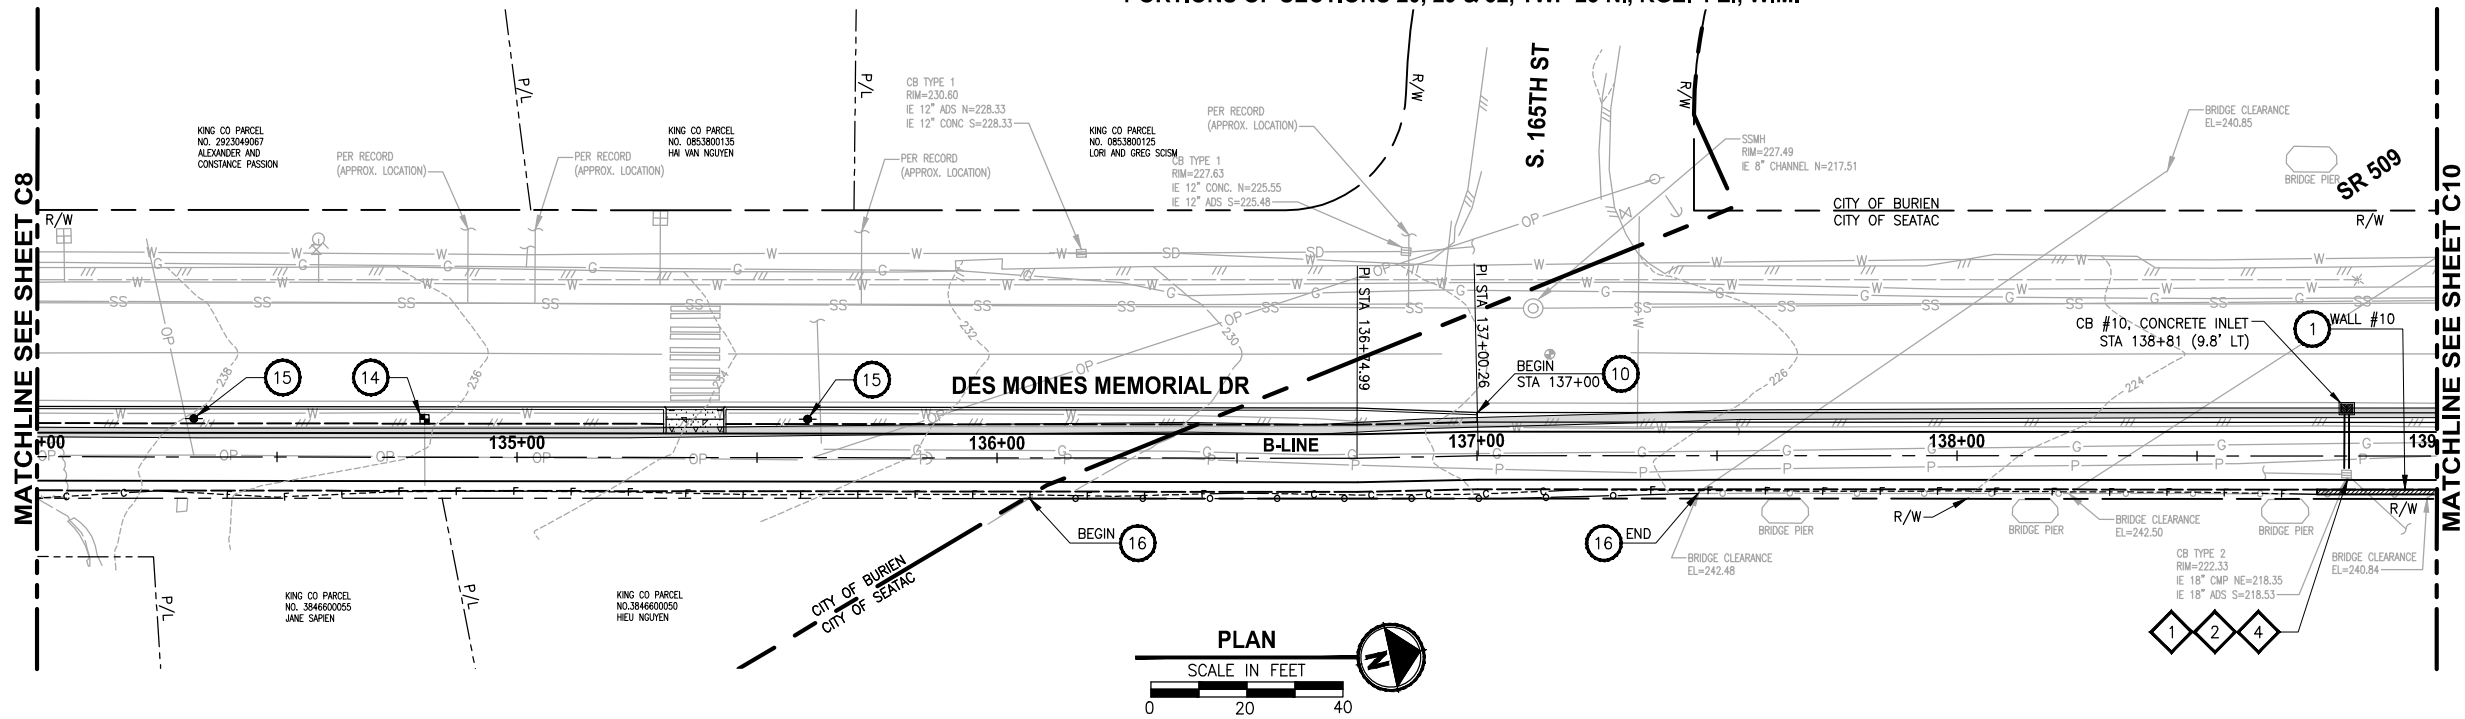 MATCHLINE SEE SHEET C8
R/W
KING CO PARCEL
NO. 2923049067
ALEXANDER AND
CONSTANCE PASSION
PER RECORD
(APPROX. LOCATION)
P/L
PER RECORD
(APPROX. LOCATION)
KING CO PARCEL
NO. 0853800135
HAI VAN NGUYEN
P/L
CB TYPE 1
RIM=230.60
IE 12" ADS N=228.33
IE 12" CONC S=228.33
PER RECORD
(APPROX. LOCATION)
KING CO PARCEL
NO. 0853800125
LORI AND GREG SCISM
CB TYPE 1
RIM=227.63
IE 12" CONC. N=225.55
IE 12" ADS S=225.48
PER RECORD
(APPROX. LOCATION)
R/W
S. 165TH ST
R/W
SSMH
RIM=227.49
IE 8" CHANNEL N=217.51
BRIDGE CLEARANCE
EL=240.85
BRIDGE PIER
SR 509
CITY OF BURIEN
CITY OF SEATAC
R/W
MATCHLINE SEE SHEET C10
PI STA 136+74.99
PI STA 137+00.26
238
236
234
232
230
226
224
15
14
15
DES MOINES MEMORIAL DR
BEGIN
STA 137+00
10
CB #10, CONCRETE INLET
STA 138+81 (9.8' LT)
1
WALL #10
+00
135+00
136+00
B-LINE
137+00
138+00
139
BEGIN
16
16
END
R/W
R/W
BRIDGE PIER
BRIDGE PIER
BRIDGE PIER
BRIDGE CLEARANCE
EL=242.48
BRIDGE CLEARANCE
EL=242.50
BRIDGE CLEARANCE
EL=240.84
CB TYPE 2
RIM=222.33
IE 18" CMP NE=218.35
IE 18" ADS S=218.53
1
2
4
P/L
KING CO PARCEL
NO. 3846600055
JANE SAPIEN
P/L
KING CO PARCEL
NO.3846600050
HIEU NGUYEN
CITY OF BURIEN
CITY OF SEATAC
PLAN
SCALE IN FEET
0 20 40
N